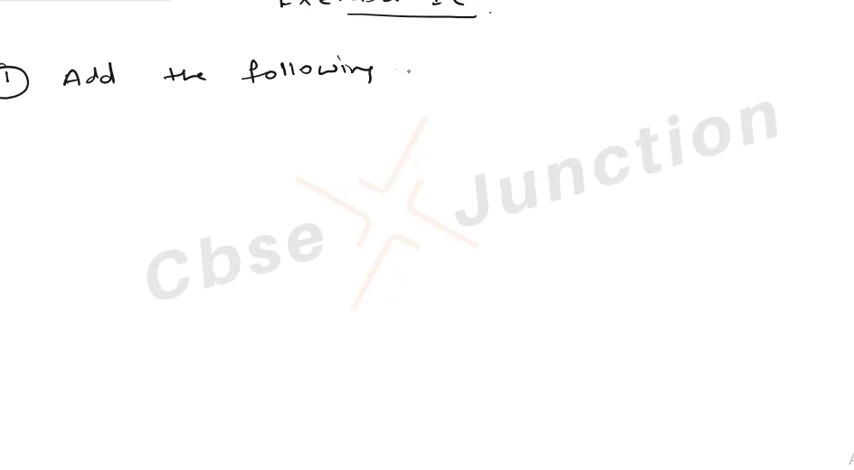 ① Add the following .
Cbse Junction